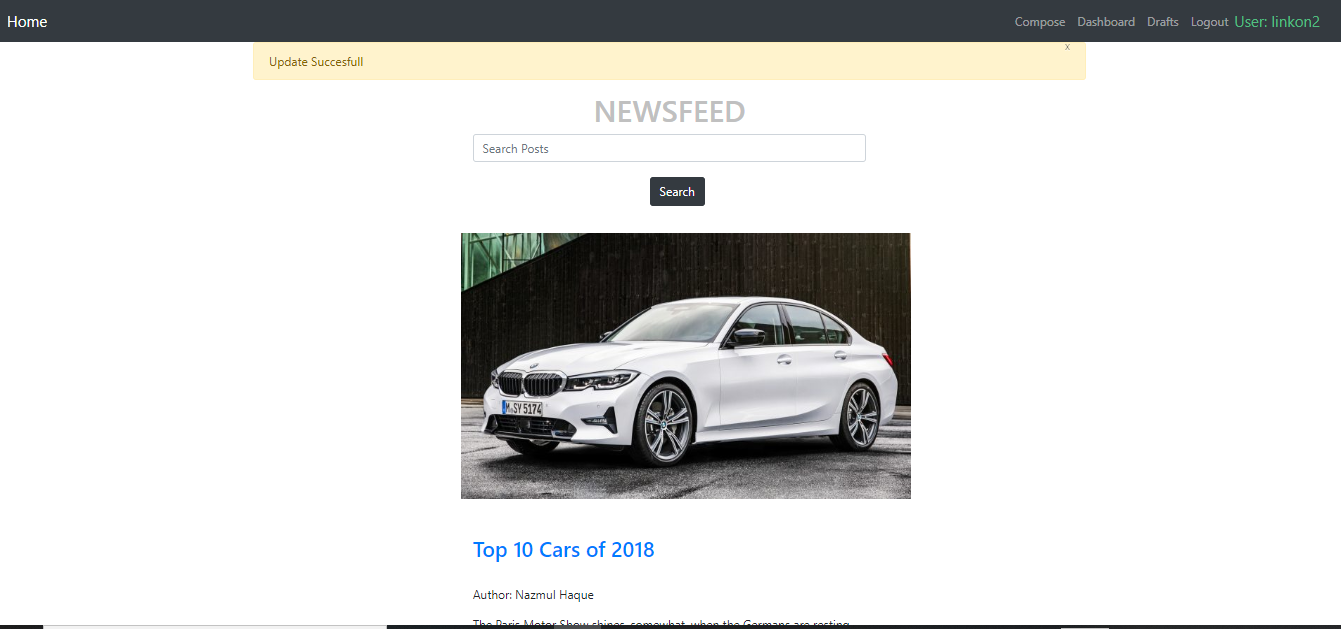 Home Compose Dashboard Drafts Logout User: linkon2
x
Update Succesfull
NEWSFEED
Search Posts
Search
M SY 5174
Top 10 Cars of 2018
Author: Nazmul Haque
The Paris Motor Show shines, somewhat, when the Germans are resting